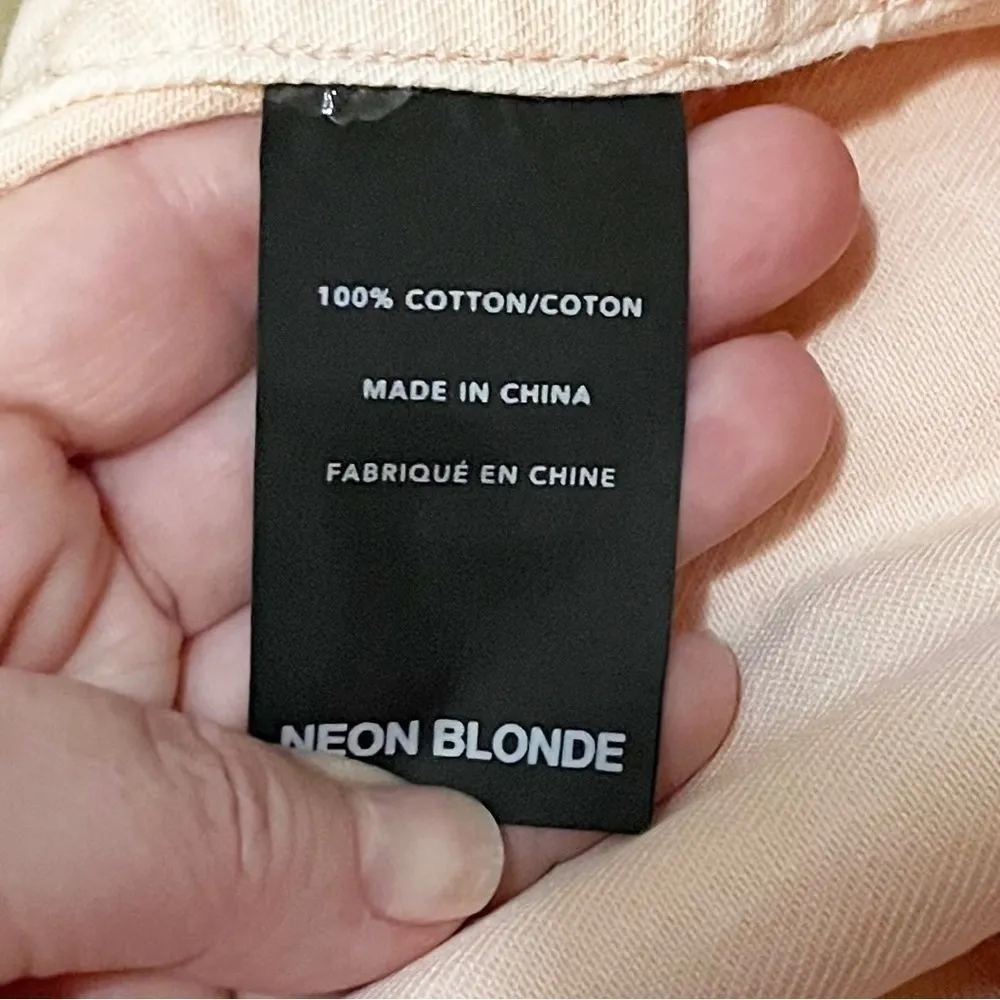 100% COTTON/COTON
MADE IN CHINA
FABRIQUÉ EN CHINE
NEON BLONDE